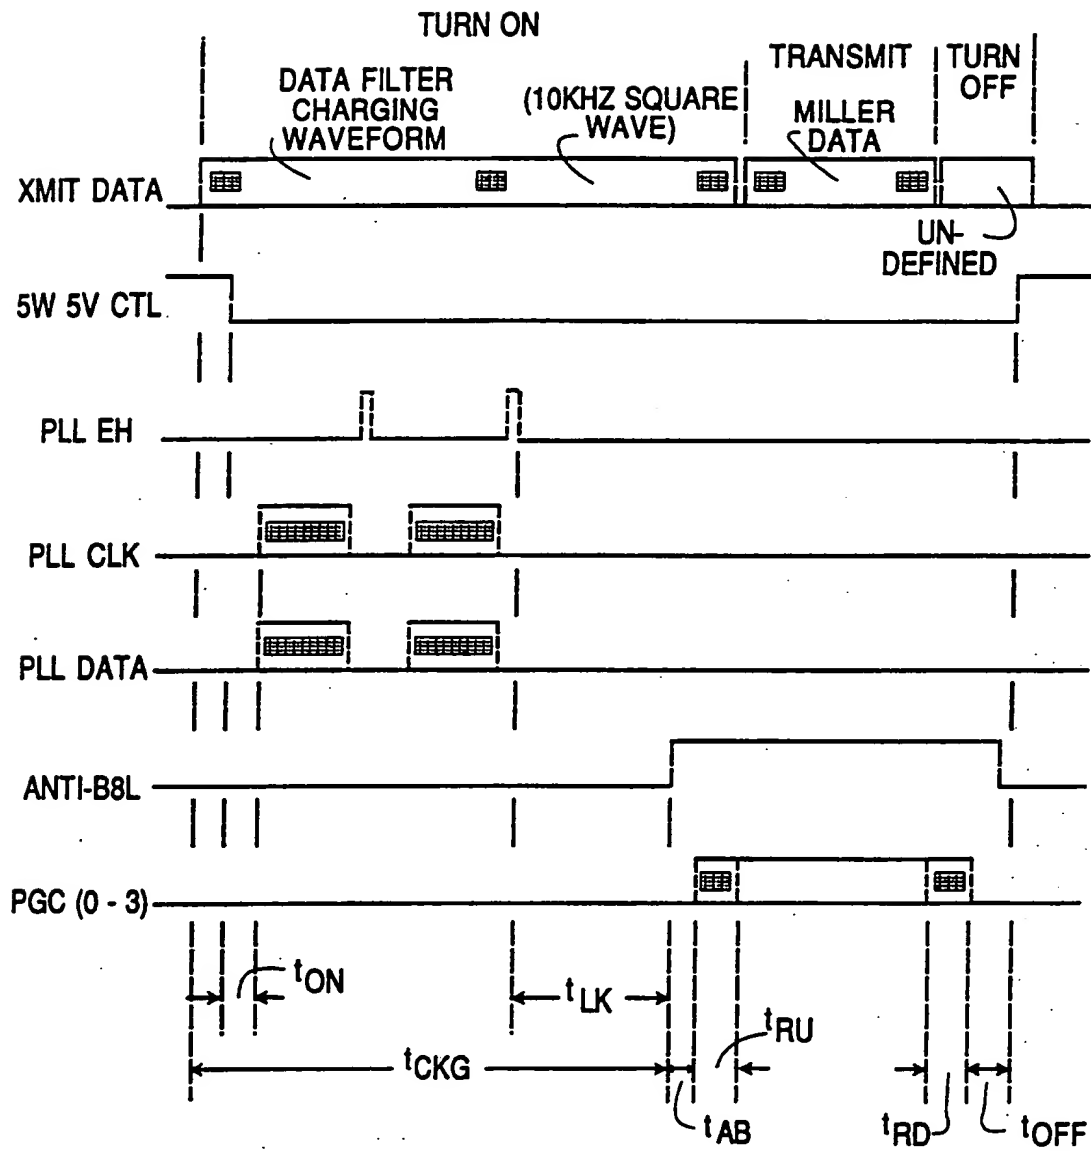 TURN ON
TRANSMIT
TURN
OFF
DATA FILTER
CHARGING
WAVEFORM
(10KHZ SQUARE
WAVE)
MILLER
DATA
XMIT DATA
UN-
DEFINED
5W 5V CTL
PLL EH
PLL CLK
PLL DATA
ANTI-B8L
PGC (0 - 3)
tON
tLK
tRU
tCKG
tAB
tRD
tOFF